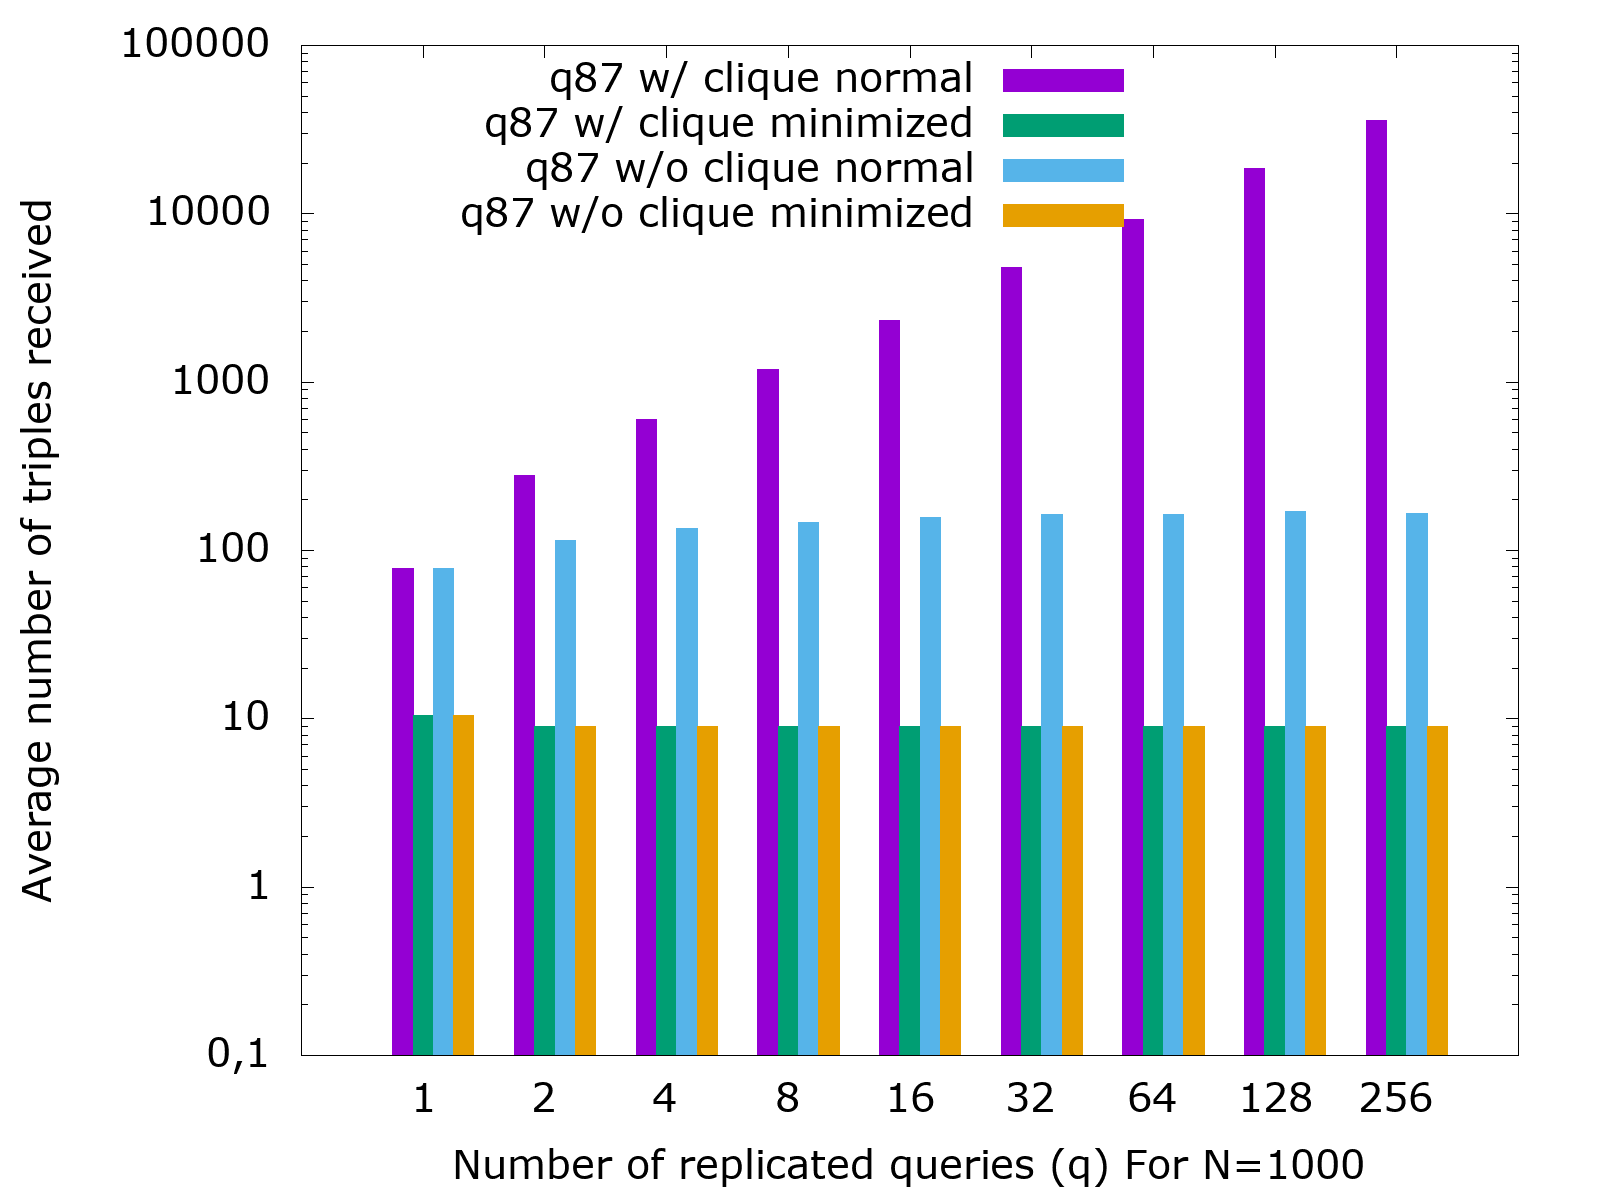 100000
10000
1000
100
10
1
0,1
Average number of triples received
q87 w/ clique normal
q87 w/ clique minimized
q87 w/o clique normal
q87 w/o clique minimized
1 2 4 8 16 32 64 128 256
Number of replicated queries (q) For N=1000